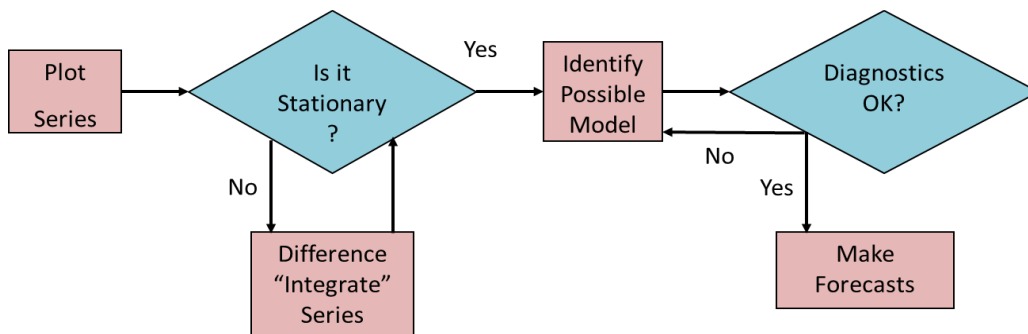 Plot
Series
Is it
Stationary
?
Yes
Identify
Possible
Model
Diagnostics
OK?
No
Difference
“Integrate”
Series
No
Yes
Make
Forecasts